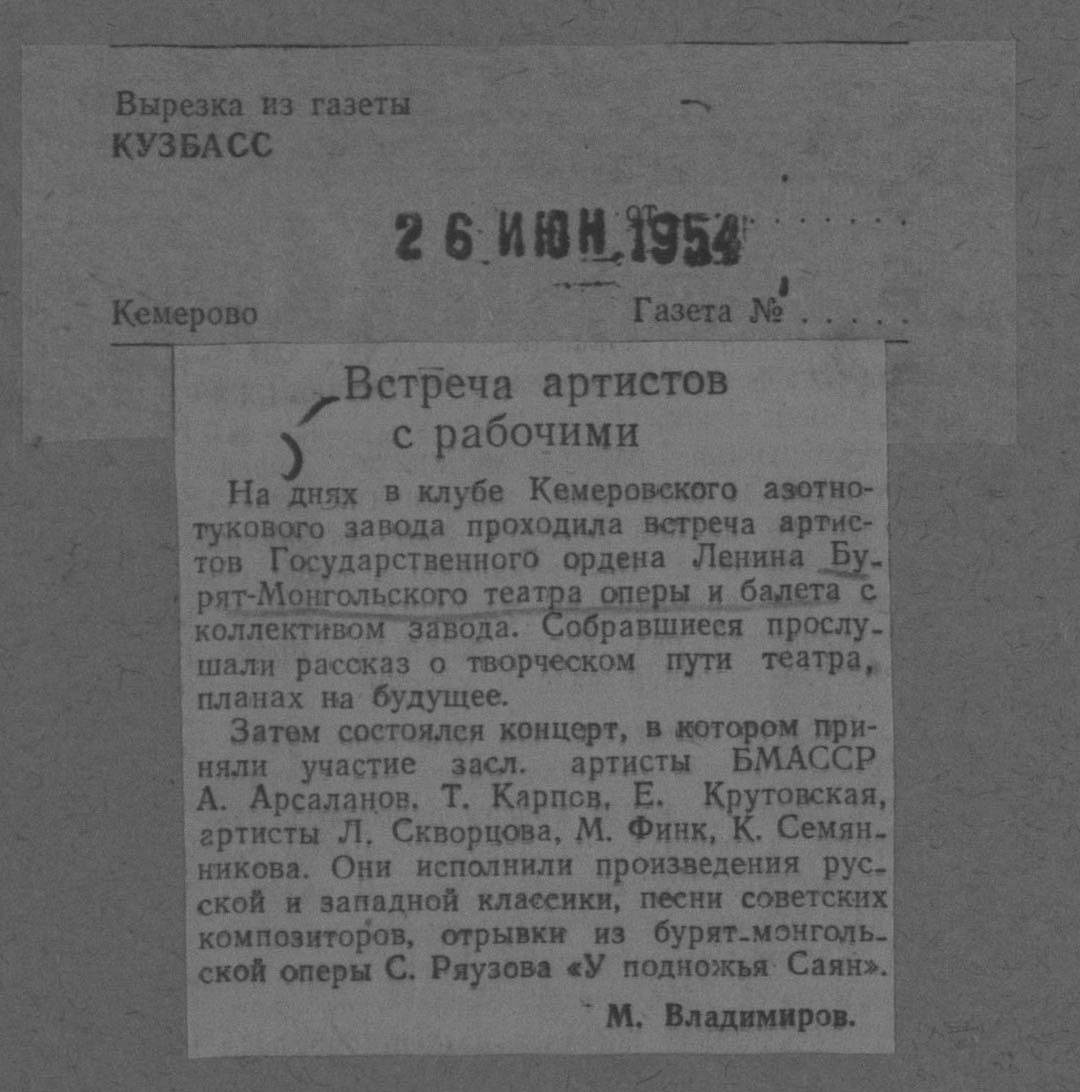 Вырезка из газеты
КУЗБАСС
26 ИЮН 1954
от . . . . . . . .
Кемерово Газета № . . . . .
Встреча артистов
с рабочими
На днях в клубе Кемеровского азотно-
тукового завода проходила встреча артис-
тов Государственного ордена Ленина Бу-
рят-Монгольского театра оперы и балета с
коллективом завода. Собравшиеся прослу-
шали рассказ о творческом пути театра,
планах на будущее.
Затем состоялся концерт, в котором при-
няли участие засл. артисты БМАССР
А. Арсаланов, Т. Карпов, Е. Крутовская,
артисты Л. Скворцова, М. Финк, К. Семян-
никова. Они исполнили произведения рус-
ской и западной классики, песни советских
композиторов, отрывки из бурят-монголь-
ской оперы С. Ряузова «У подножья Саян».
М. Владимиров.